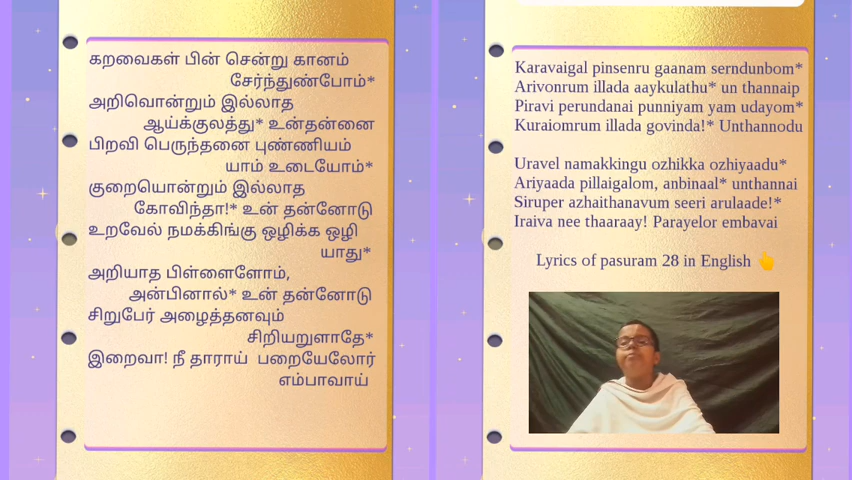 கறவைகள் பின் சென்று கானம்
சேர்ந்துண்போம்*
அறிவொன்றும் இல்லாத
ஆய்க்குலத்து* உன்தன்னை
பிறவி பெருந்தனை புண்ணியம்
யாம் உடையோம்*
குறையொன்றும் இல்லாத
கோவிந்தா!* உன் தன்னோடு
உறவேல் நமக்கிங்கு ஒழிக்க ஒழி
யாது*
அறியாத பிள்ளைளோம்,
அன்பினால்* உன் தன்னோடு
சிறுபேர் அழைத்தனவும்
சிறியறுளாதே*
இறைவா! நீ தாராய் பறையேலோர்
எம்பாவாய்
Karavaigal pinsenru gaanam serndunbom*
Arivonrum illada aaykulathu* un thannaip
Piravi perundanai punniyam yam udayom*
Kuraiomrum illada govinda!* Unthannodu
Uravel namakkingu ozhikka ozhiyaadu*
Ariyaada pillaigalom, anbinaal* unthannai
Siruper azhaithanavum seeri arulaade!*
Iraiva nee thaaraay! Parayelor embavai
Lyrics of pasuram 28 in English 👆